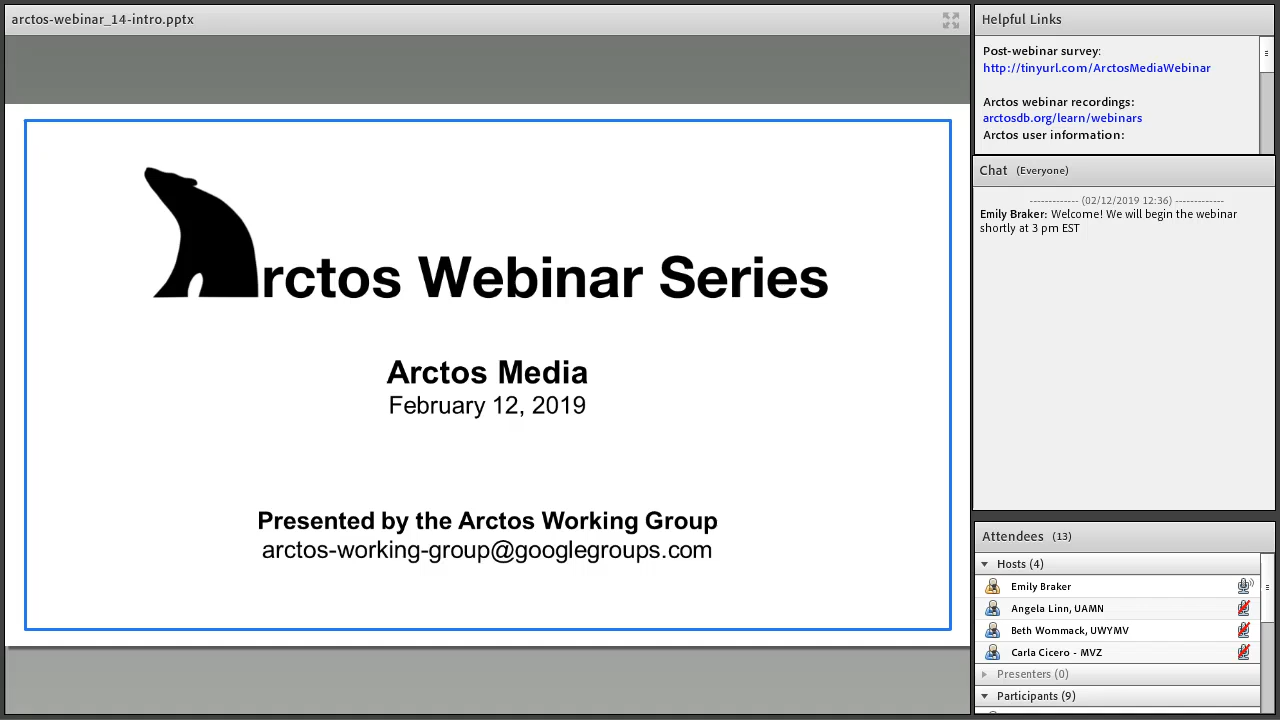 arctos-webinar_14-intro.pptx
rctos Webinar Series
Arctos Media
February 12, 2019
Presented by the Arctos Working Group
arctos-working-group@googlegroups.com
Helpful Links
Post-webinar survey:
http://tinyurl.com/ArctosMediaWebinar
Arctos webinar recordings:
arctosdb.org/learn/webinars
Arctos user information:
Chat (Everyone)
------------- (02/12/2019 12:36) -------------
Emily Braker: Welcome! We will begin the webinar
shortly at 3 pm EST
Attendees (13)
Hosts (4)
Emily Braker
Angela Linn, UAMN
Beth Wommack, UWYMV
Carla Cicero - MVZ
Presenters (0)
Participants (9)